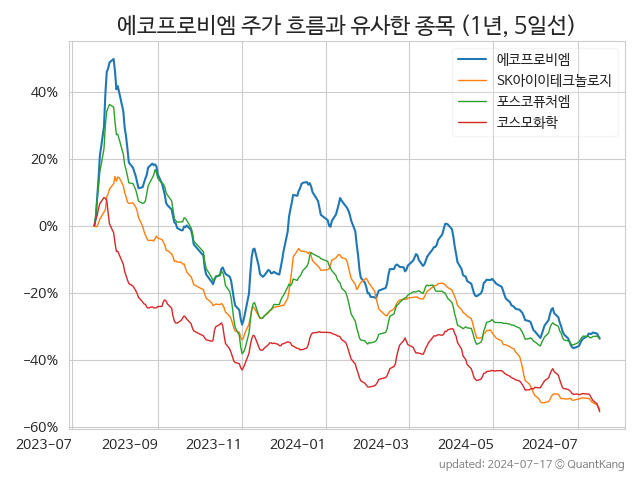 에코프로비엠 주가 흐름과 유사한 종목 (1년, 5일선)
에코프로비엠
SK아이이테크놀로지
포스코퓨처엠
코스모화학
40%
20%
0%
−20%
−40%
−60%
2023-07 2023-09 2023-11 2024-01 2024-03 2024-05 2024-07
updated: 2024-07-17 © QuantKang